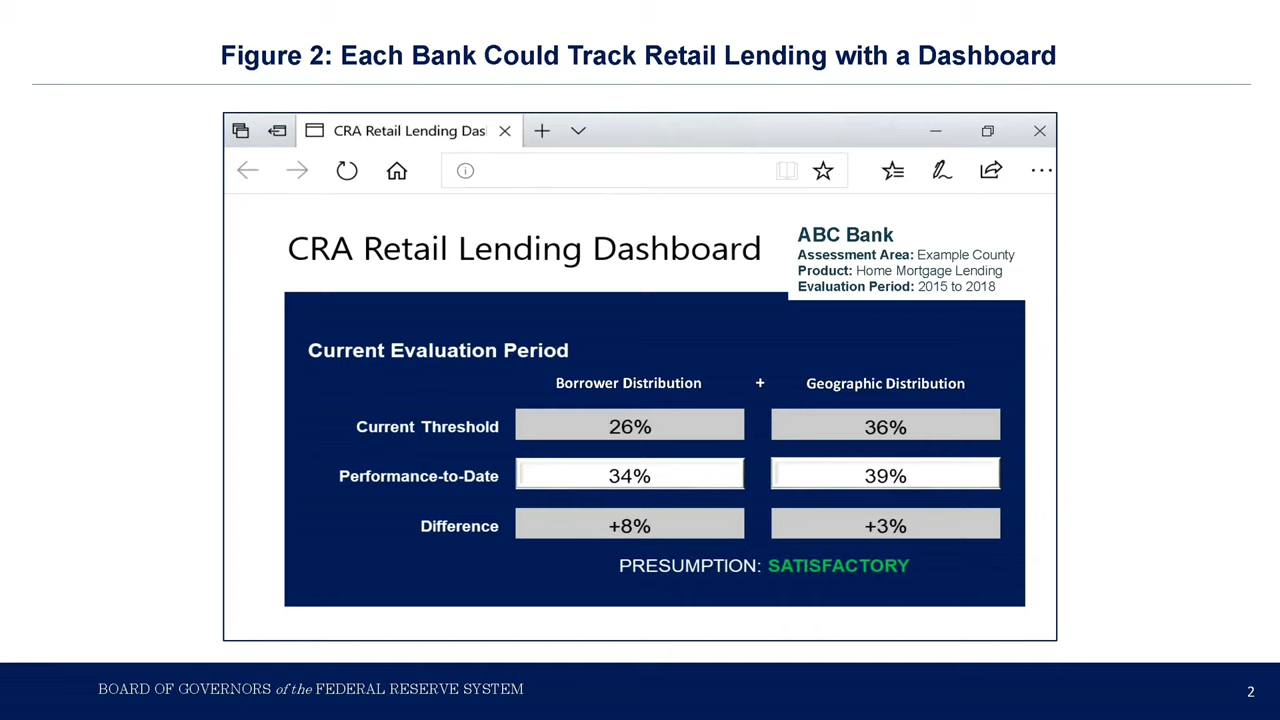 Figure 2: Each Bank Could Track Retail Lending with a Dashboard
CRA Retail Lending Das
CRA Retail Lending Dashboard
ABC Bank
Assessment Area: Example County
Product: Home Mortgage Lending
Evaluation Period: 2015 to 2018
Current Evaluation Period
Borrower Distribution + Geographic Distribution
Current Threshold 26% 36%
Performance-to-Date 34% 39%
Difference +8% +3%
PRESUMPTION: SATISFACTORY
BOARD OF GOVERNORS of the FEDERAL RESERVE SYSTEM
2